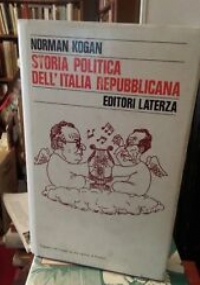 NORMAN KOGAN
STORIA POLITICA
DELL'ITALIA REPUBBLICANA
EDITORI LATERZA